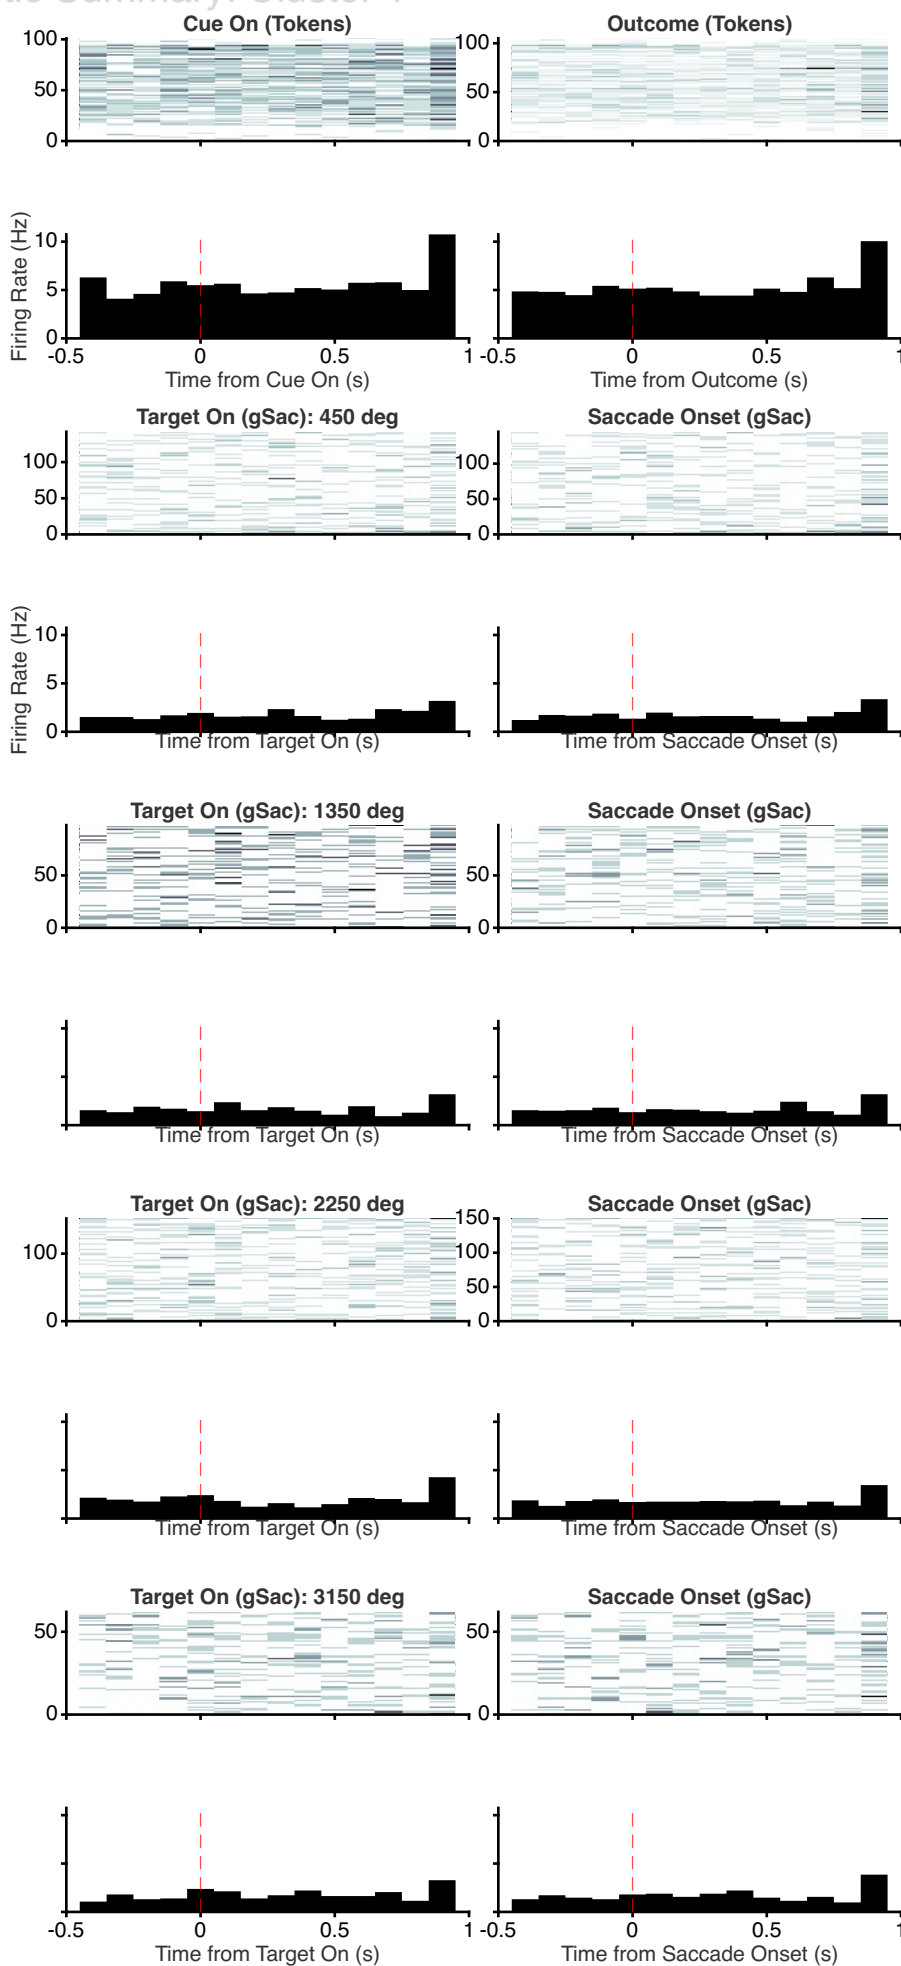 Summary: Cluster
Cue On (Tokens) Outcome (Tokens)
100 100
50 50
0 0
Firing Rate (Hz)
10
5
0
-0.5 0 0.5 1 -0.5 0 0.5 1
Time from Cue On (s) Time from Outcome (s)
Target On (gSac): 450 deg Saccade Onset (gSac)
100 100
50 50
0 0
Firing Rate (Hz)
10
5
0
Time from Target On (s) Time from Saccade Onset (s)
Target On (gSac): 1350 deg Saccade Onset (gSac)
50 50
0 0
Time from Target On (s) Time from Saccade Onset (s)
Target On (gSac): 2250 deg Saccade Onset (gSac)
150
100 100
50
0 0
Time from Target On (s) Time from Saccade Onset (s)
Target On (gSac): 3150 deg Saccade Onset (gSac)
50 50
0 0
-0.5 0 0.5 1 -0.5 0 0.5 1
Time from Target On (s) Time from Saccade Onset (s)